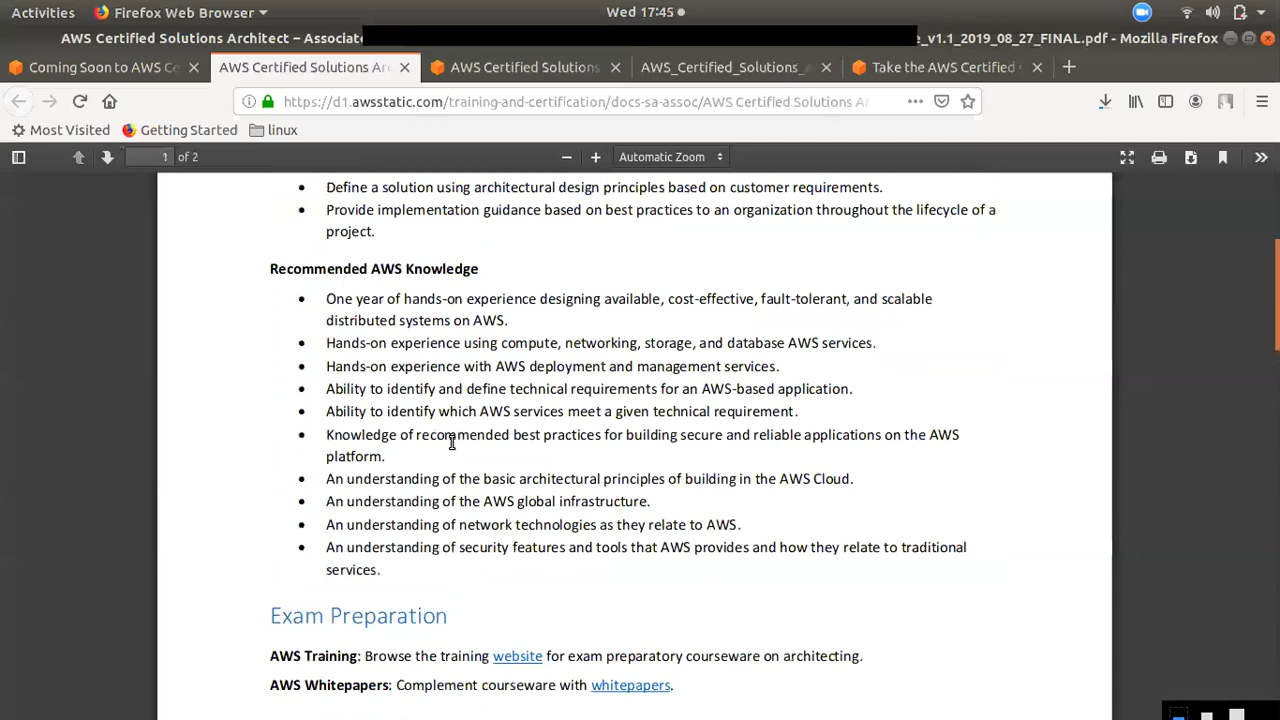 Activities Firefox Web Browser Wed 17:45
AWS Certified Solutions Architect – Associate e_v1.1_2019_08_27_FINAL.pdf - Mozilla Firefox
Coming Soon to AWS Ce AWS Certified Solutions Ar AWS Certified Solutions AWS_Certified_Solutions_A Take the AWS Certified
https://d1.awsstatic.com/training-and-certification/docs-sa-assoc/AWS Certified Solutions Ar
Most Visited Getting Started linux
1 of 2 Automatic Zoom
• Define a solution using architectural design principles based on customer requirements.
• Provide implementation guidance based on best practices to an organization throughout the lifecycle of a
project.
Recommended AWS Knowledge
• One year of hands-on experience designing available, cost-effective, fault-tolerant, and scalable
distributed systems on AWS.
• Hands-on experience using compute, networking, storage, and database AWS services.
• Hands-on experience with AWS deployment and management services.
• Ability to identify and define technical requirements for an AWS-based application.
• Ability to identify which AWS services meet a given technical requirement.
• Knowledge of recommended best practices for building secure and reliable applications on the AWS
platform.
• An understanding of the basic architectural principles of building in the AWS Cloud.
• An understanding of the AWS global infrastructure.
• An understanding of network technologies as they relate to AWS.
• An understanding of security features and tools that AWS provides and how they relate to traditional
services.
Exam Preparation
AWS Training: Browse the training website for exam preparatory courseware on architecting.
AWS Whitepapers: Complement courseware with whitepapers.